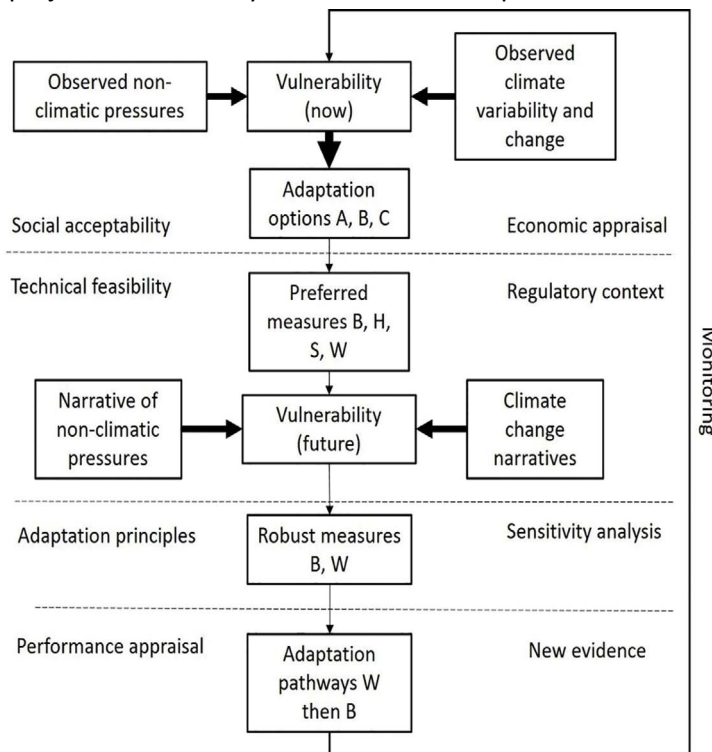 Observed non-
climatic pressures
Vulnerability
(now)
Observed
climate
variability and
change
Adaptation
options A, B, C
Social acceptability
Economic appraisal
Technical feasibility
Preferred
measures B, H,
S, W
Regulatory context
Monitoring
Narrative of
non-climatic
pressures
Vulnerability
(future)
Climate
change
narratives
Adaptation principles
Robust measures
B, W
Sensitivity analysis
Performance appraisal
Adaptation
pathways W
then B
New evidence